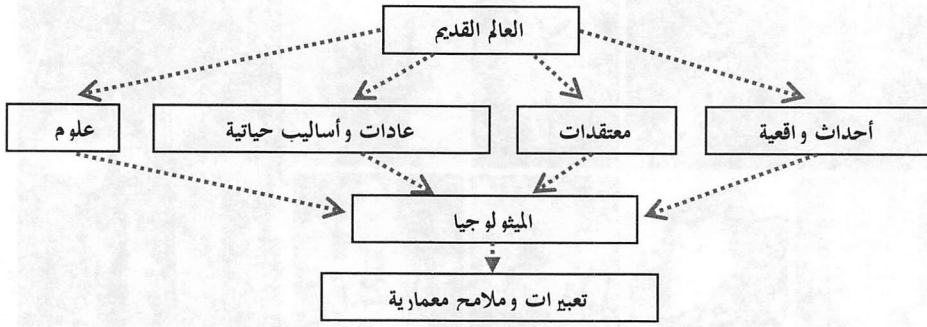 العالم القديم
أحداث واقعية
معتقدات
عادات وأساليب حياتية
علوم
الميثولوجيا
تعبيرات وملامح معمارية